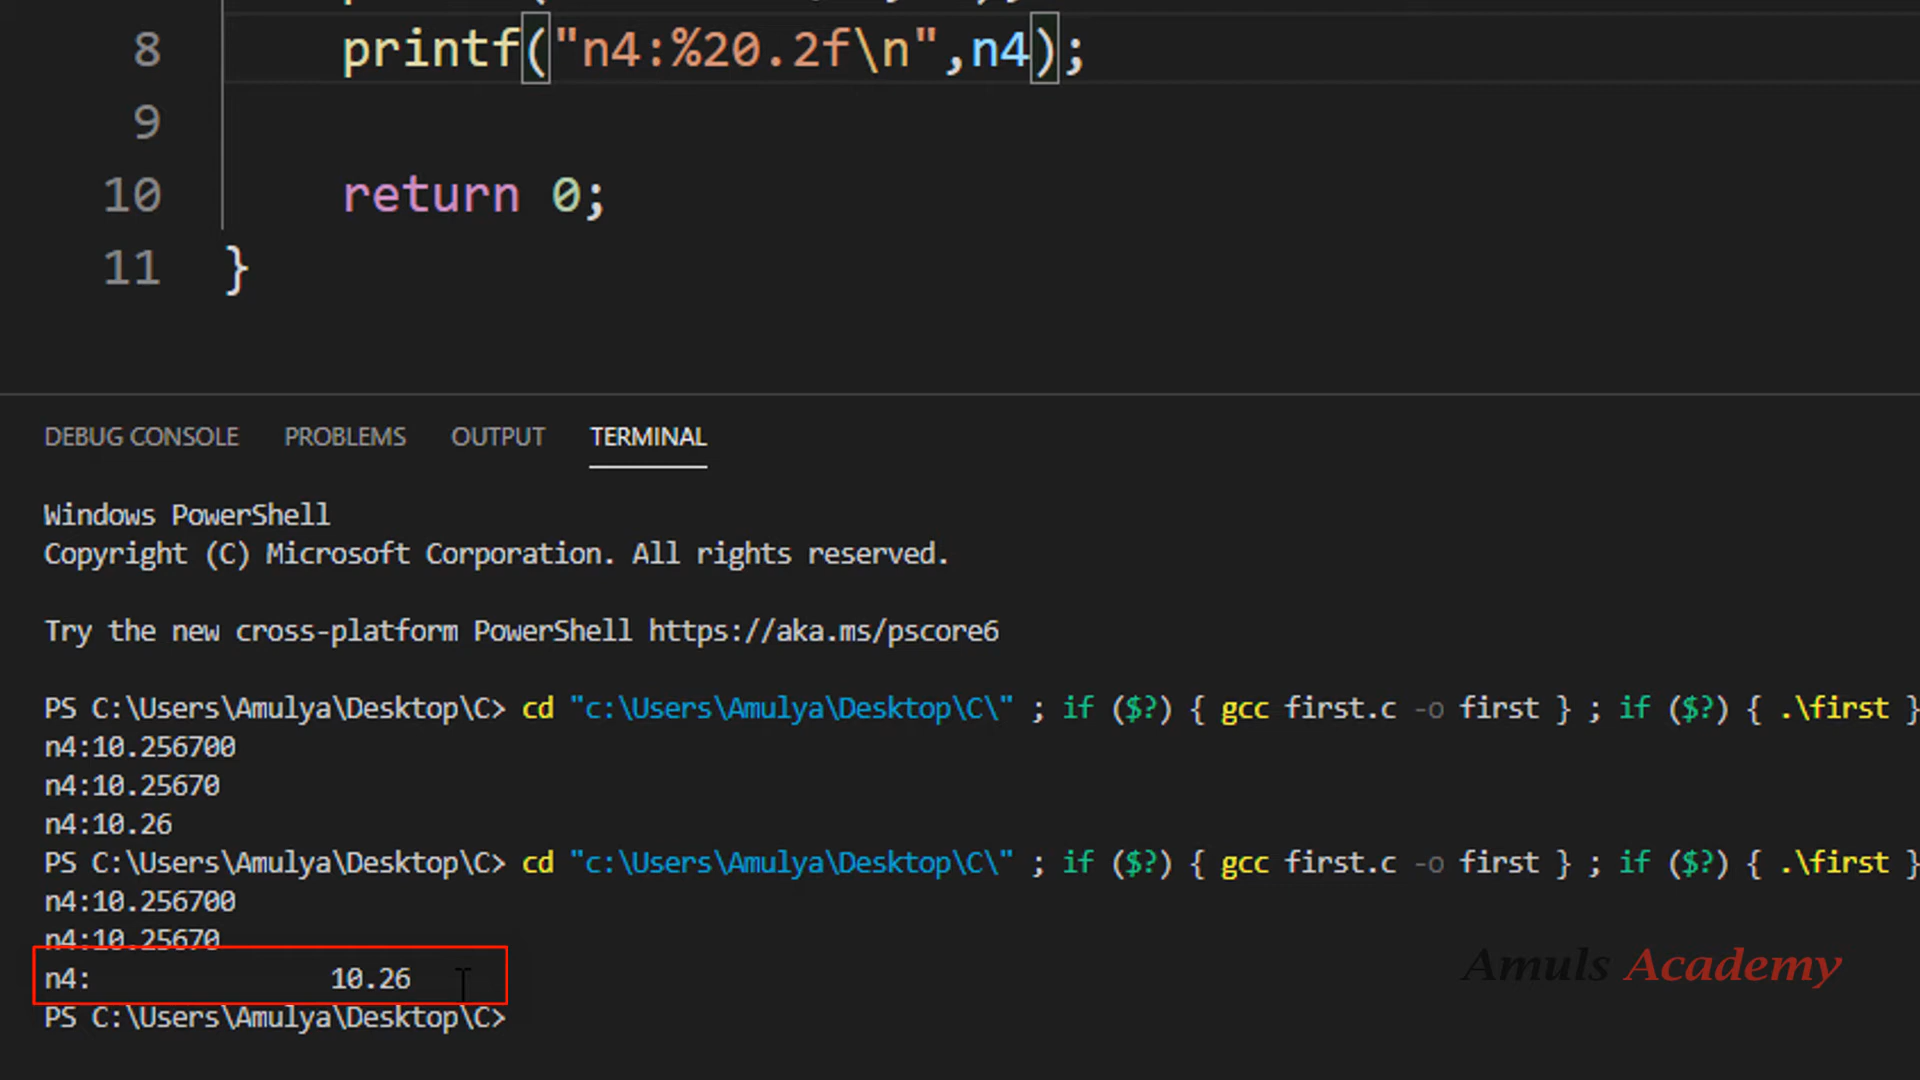 8 printf("n4:%20.2f\n",n4);
9
10 return 0;
11 }
DEBUG CONSOLE PROBLEMS OUTPUT TERMINAL
Windows PowerShell
Copyright (C) Microsoft Corporation. All rights reserved.
Try the new cross-platform PowerShell https://aka.ms/pscore6
PS C:\Users\Amulya\Desktop\C> cd "c:\Users\Amulya\Desktop\C\" ; if ($?) { gcc first.c -o first } ; if ($?) { .\first }
n4:10.256700
n4:10.25670
n4:10.26
PS C:\Users\Amulya\Desktop\C> cd "c:\Users\Amulya\Desktop\C\" ; if ($?) { gcc first.c -o first } ; if ($?) { .\first }
n4:10.256700
n4:10.25670
n4:               10.26
PS C:\Users\Amulya\Desktop\C>
Amuls Academy